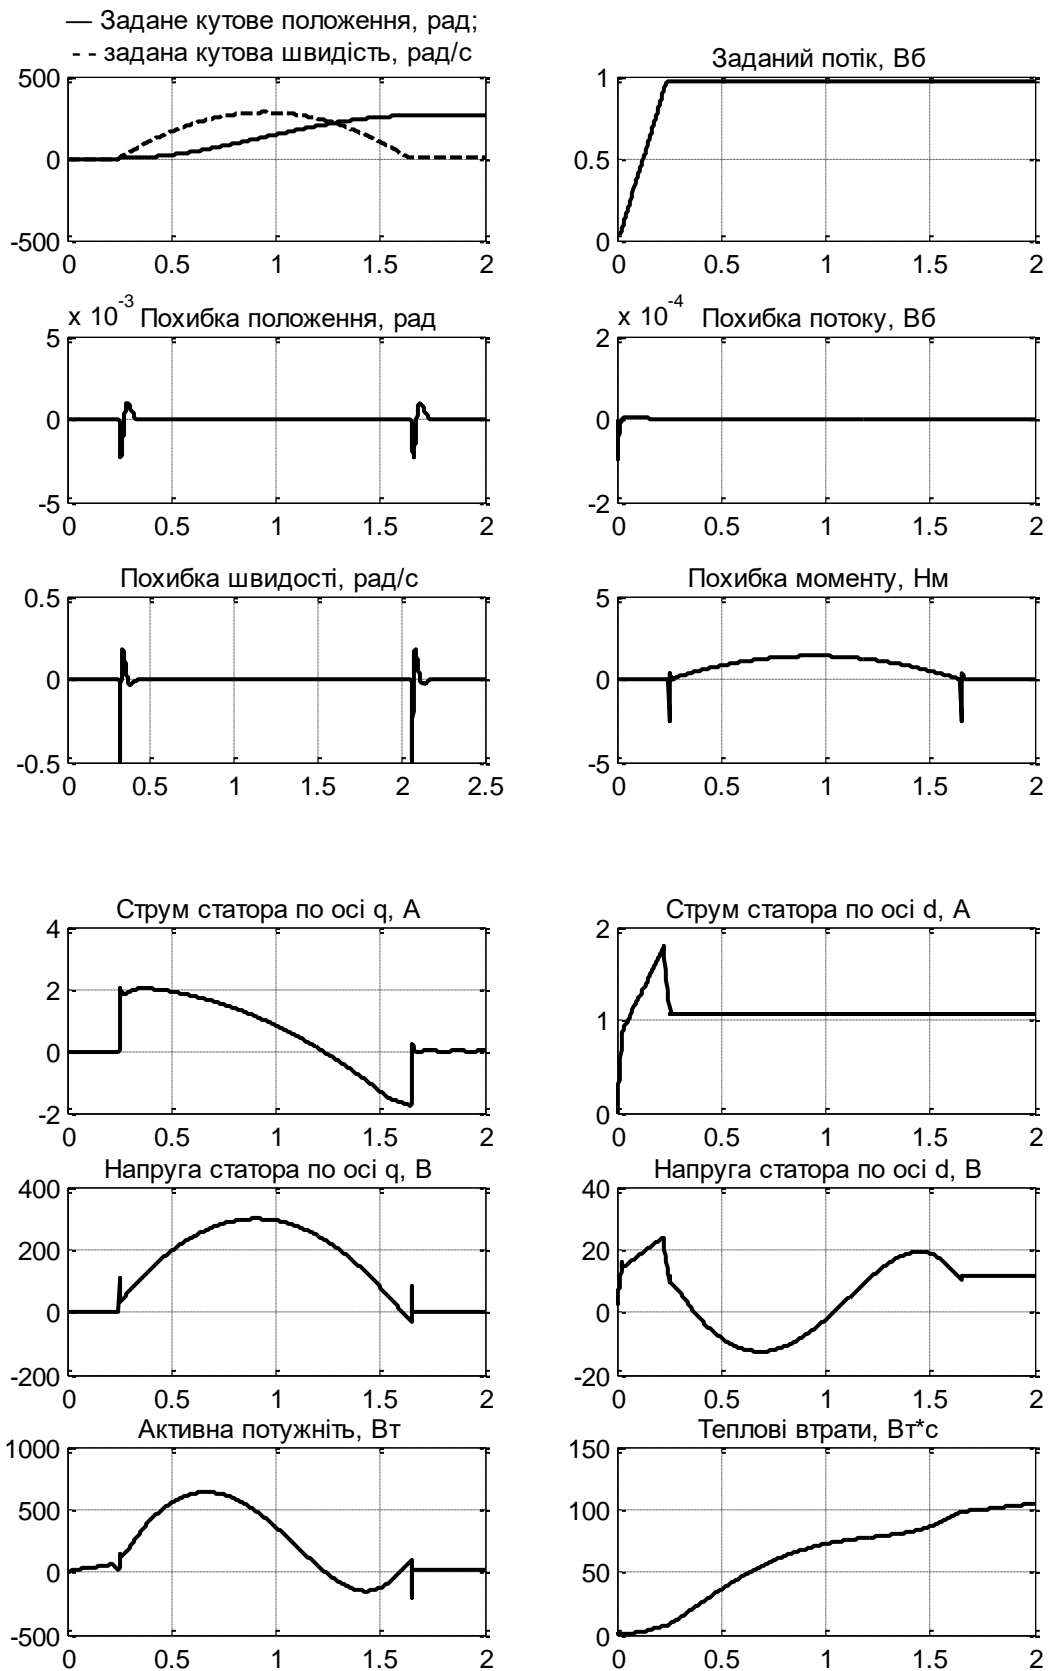 — Задане кутове положення, рад;
- - задана кутова швидість, рад/с
500
0
-500
0 0.5 1 1.5 2
Заданий потік, Вб
1
0.5
0
0 0.5 1 1.5 2
x 10-3 Похибка положення, рад
5
0
-5
0 0.5 1 1.5 2
x 10-4 Похибка потоку, Вб
2
0
-2
0 0.5 1 1.5 2
Похибка швидості, рад/с
0.5
0
-0.5
0 0.5 1 1.5 2 2.5
Похибка моменту, Нм
5
0
-5
0 0.5 1 1.5 2
Струм статора по осі q, А
4
2
0
-2
0 0.5 1 1.5 2
Струм статора по осі d, А
2
1
0
0 0.5 1 1.5 2
Напруга статора по осі q, В
400
200
0
-200
0 0.5 1 1.5 2
Напруга статора по осі d, В
40
20
0
-20
0 0.5 1 1.5 2
Активна потужніть, Вт
1000
500
0
-500
0 0.5 1 1.5 2
Теплові втрати, Вт*с
150
100
50
0
0 0.5 1 1.5 2